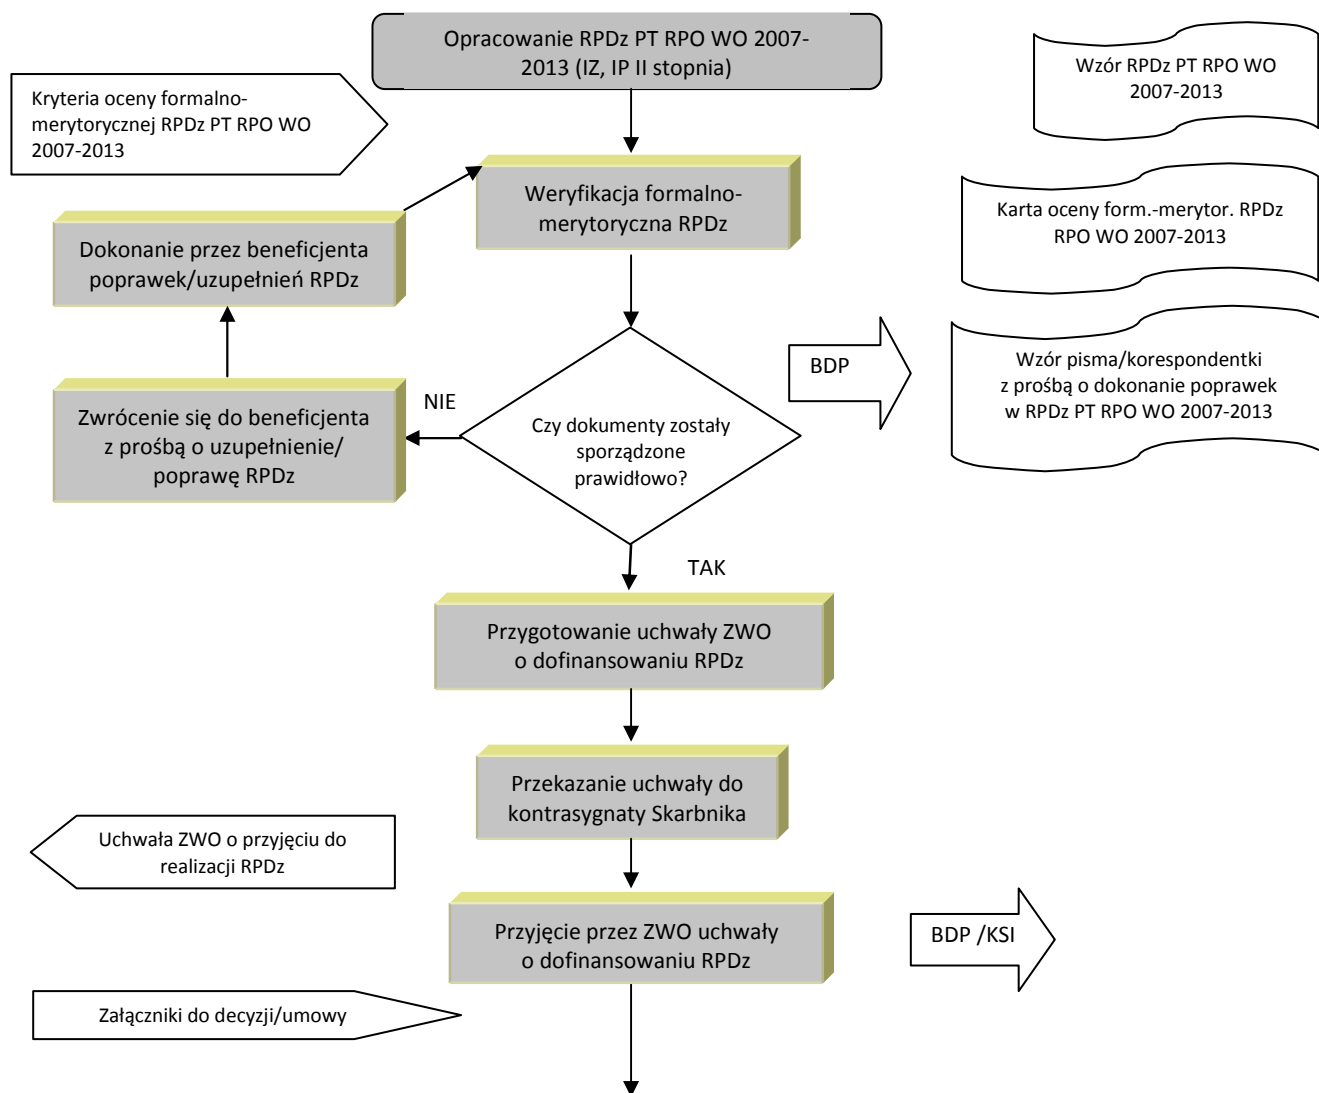 Opracowanie RPDz PT RPO WO 2007-
2013 (IZ, IP II stopnia)
Wzór RPDz PT RPO WO
2007-2013
Kryteria oceny formalno-
merytorycznej RPDz PT RPO WO
2007-2013
Weryfikacja formalno-
merytoryczna RPDz
Karta oceny form.-merytor. RPDz
RPO WO 2007-2013
Dokonanie przez beneficjenta
poprawek/uzupełnień RPDz
BDP
Wzór pisma/korespondentki
z prośbą o dokonanie poprawek
w RPDz PT RPO WO 2007-2013
Zwrócenie się do beneficjenta
z prośbą o uzupełnienie/
poprawę RPDz
NIE
Czy dokumenty zostały
sporządzone
prawidłowo?
TAK
Przygotowanie uchwały ZWO
o dofinansowaniu RPDz
Przekazanie uchwały do
kontrasygnaty Skarbnika
Uchwała ZWO o przyjęciu do
realizacji RPDz
Przyjęcie przez ZWO uchwały
o dofinansowaniu RPDz
BDP /KSI
Załączniki do decyzji/umowy